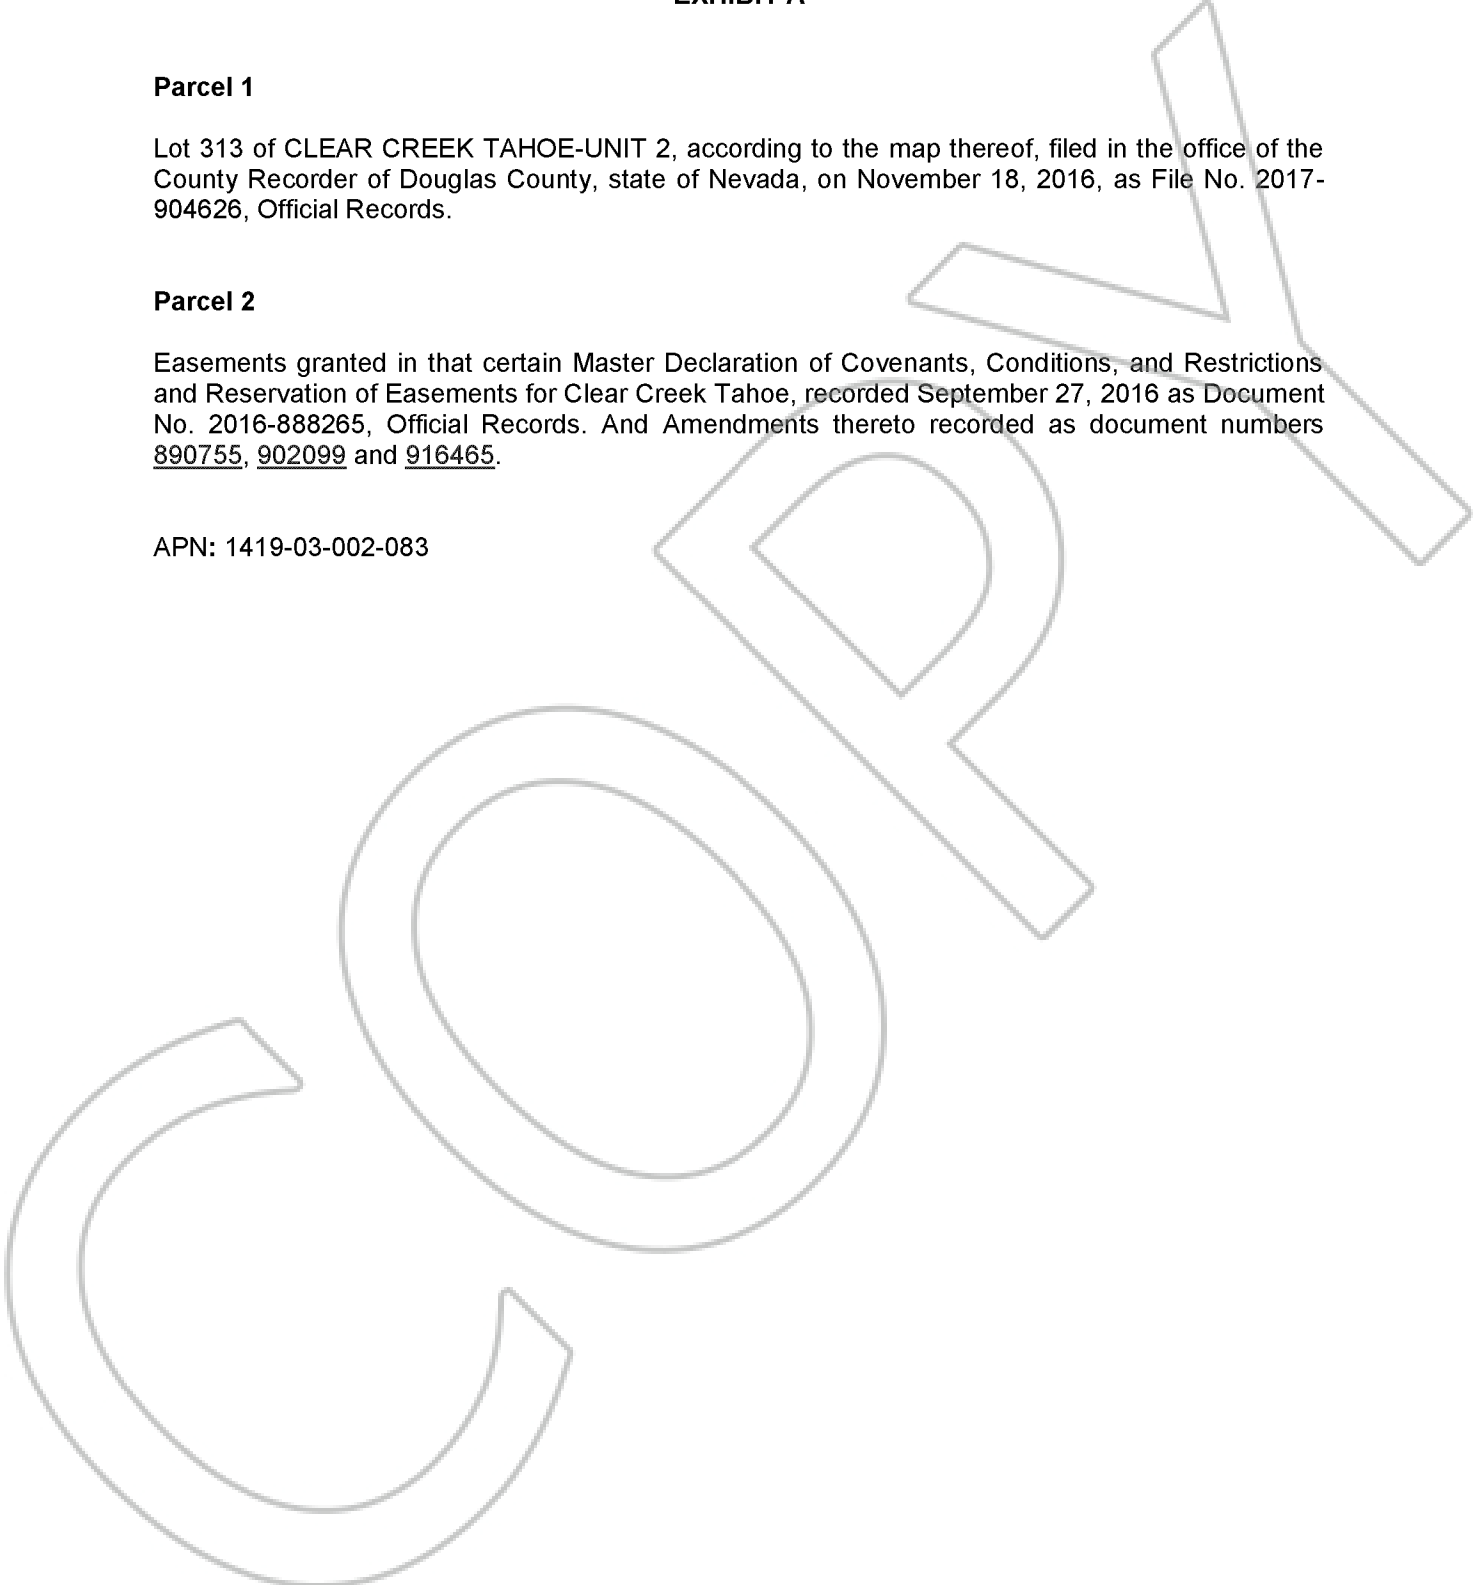 EXHIBIT A
Parcel 1
Lot 313 of CLEAR CREEK TAHOE-UNIT 2, according to the map thereof, filed in the office of the
County Recorder of Douglas County, state of Nevada, on November 18, 2016, as File No. 2017-
904626, Official Records.
Parcel 2
Easements granted in that certain Master Declaration of Covenants, Conditions, and Restrictions
and Reservation of Easements for Clear Creek Tahoe, recorded September 27, 2016 as Document
No. 2016-888265, Official Records. And Amendments thereto recorded as document numbers
890755, 902099 and 916465.
APN: 1419-03-002-083
COPY